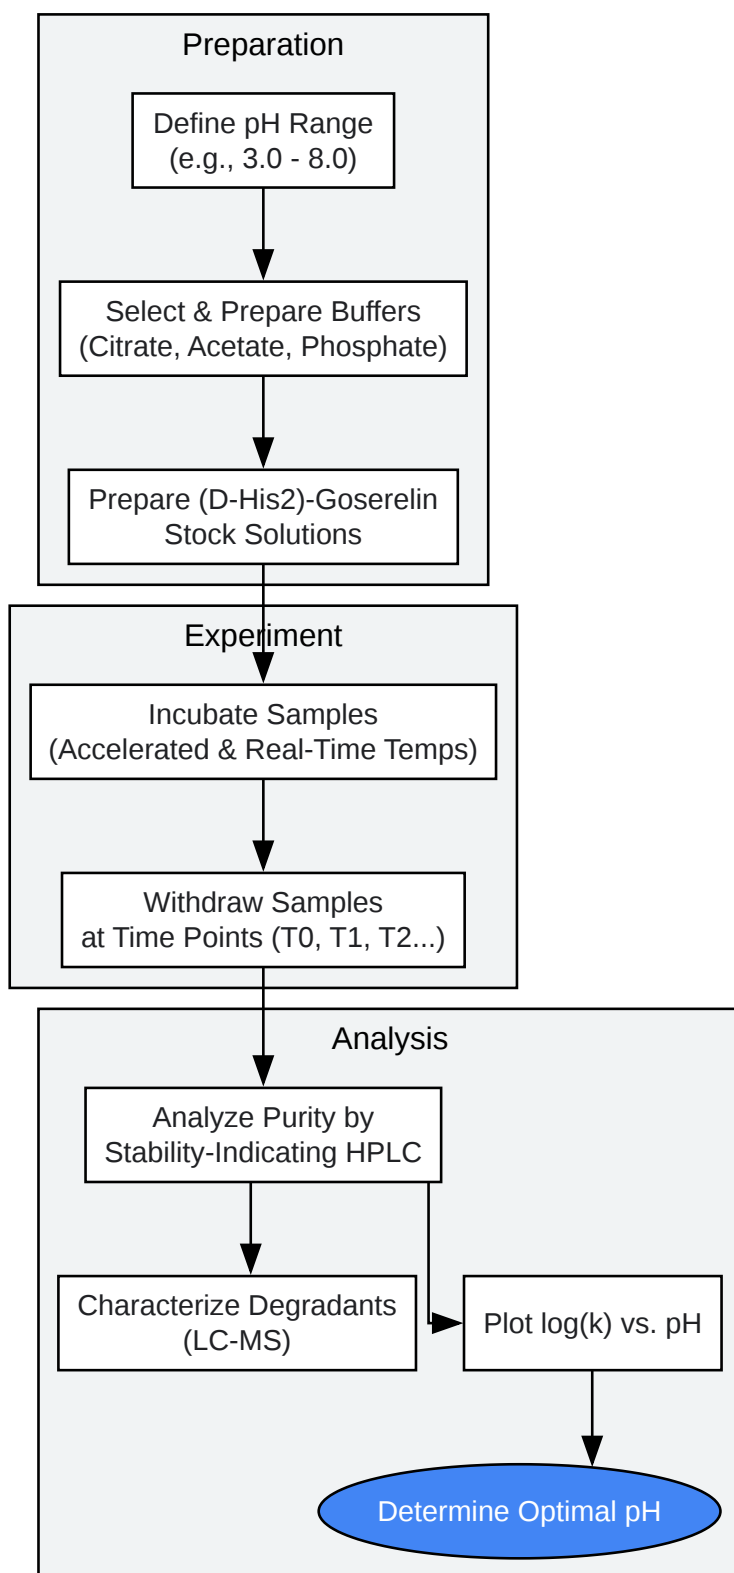 Preparation
Define pH Range
(e.g., 3.0 - 8.0)
Select & Prepare Buffers
(Citrate, Acetate, Phosphate)
Prepare (D-His2)-Goserelin
Stock Solutions
Experiment
Incubate Samples
(Accelerated & Real-Time Temps)
Withdraw Samples
at Time Points (T0, T1, T2...)
Analysis
Analyze Purity by
Stability-Indicating HPLC
Characterize Degradants
(LC-MS)
Plot log(k) vs. pH
Determine Optimal pH